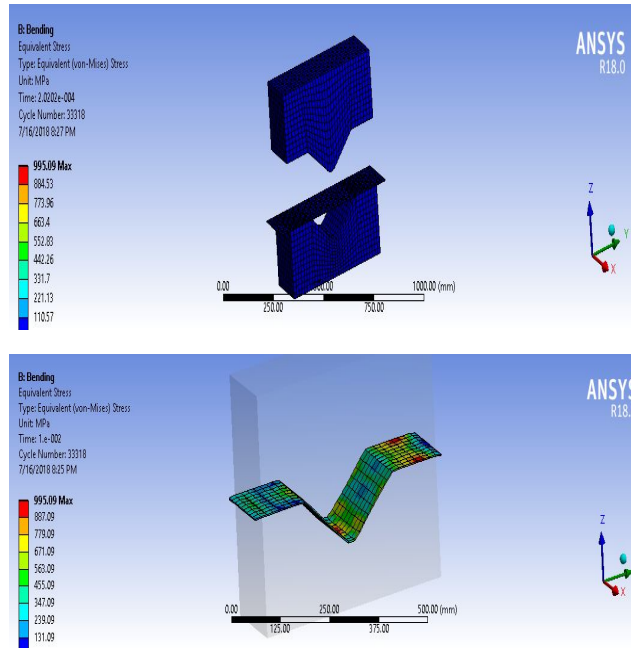 B: Bending
Equivalent Stress
Type: Equivalent (von-Mises) Stress
Unit: MPa
Time: 2.0202e-004
Cycle Number: 33318
7/16/2018 8:27 PM
ANSYS
R18.0
995.09 Max
884.53
773.96
663.4
552.83
442.26
331.7
221.13
110.57
Z
Y
X
0.00
1000.00 (mm)
250.00
750.00
B: Bending
Equivalent Stress
Type: Equivalent (von-Mises) Stress
Unit: MPa
Time: 1.e-002
Cycle Number: 33318
7/16/2018 8:25 PM
ANSYS
R18.
995.09 Max
887.09
779.09
671.09
563.09
455.09
347.09
239.09
131.09
Z
X
0.00
250.00
500.00 (mm)
125.00
375.00